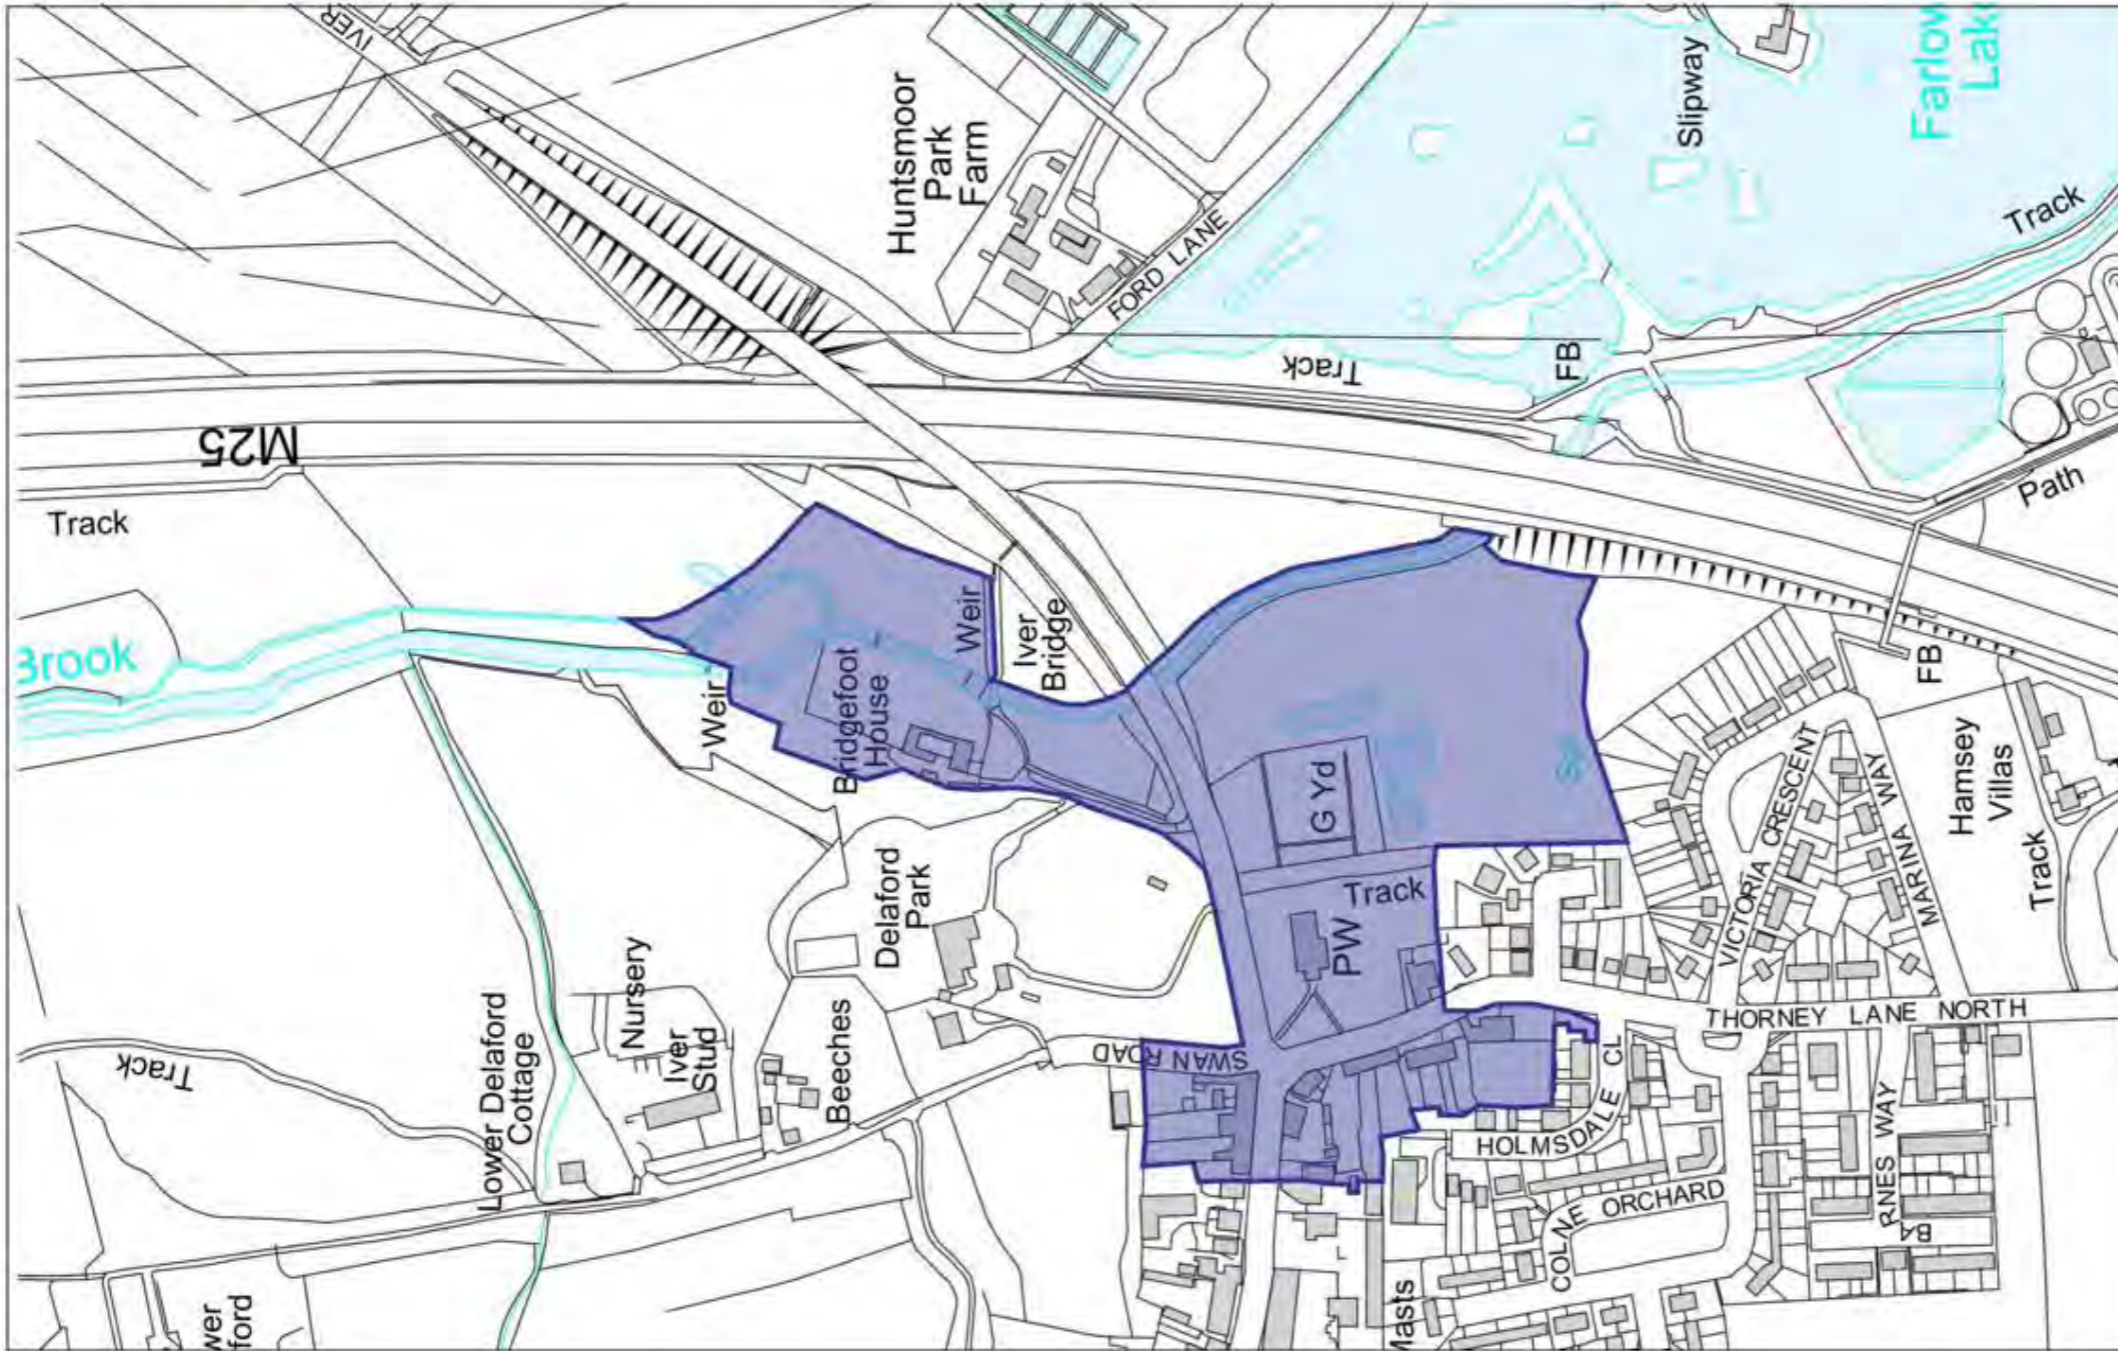 IVER
Huntsmoor
Park
Farm
Slipway
Farlow
Lake
FORD LANE
Track
M25
Track
FB
Track
Path
Track
Brook
Weir
Bridgefoot
House
Weir
Iver
Bridge
G Yd
FB
Hamsey
Villas
VICTORIA CRESCENT
MARINA WAY
Track
Delaford
Park
Track
PW
Nursery
Iver
Stud
Beeches
SWAN ROAD
THORNEY LANE NORTH
Lower Delaford
Cottage
Track
HOLMSDALE CL
COLNE ORCHARD
RNES WAY
Masts
wer
ford